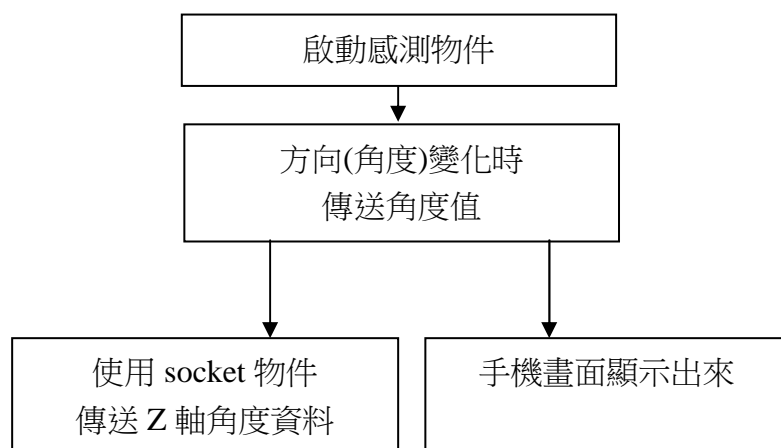 啟動感測物件
方向(角度)變化時
傳送角度值
使用 socket 物件
傳送 Z 軸角度資料
手機畫面顯示出來